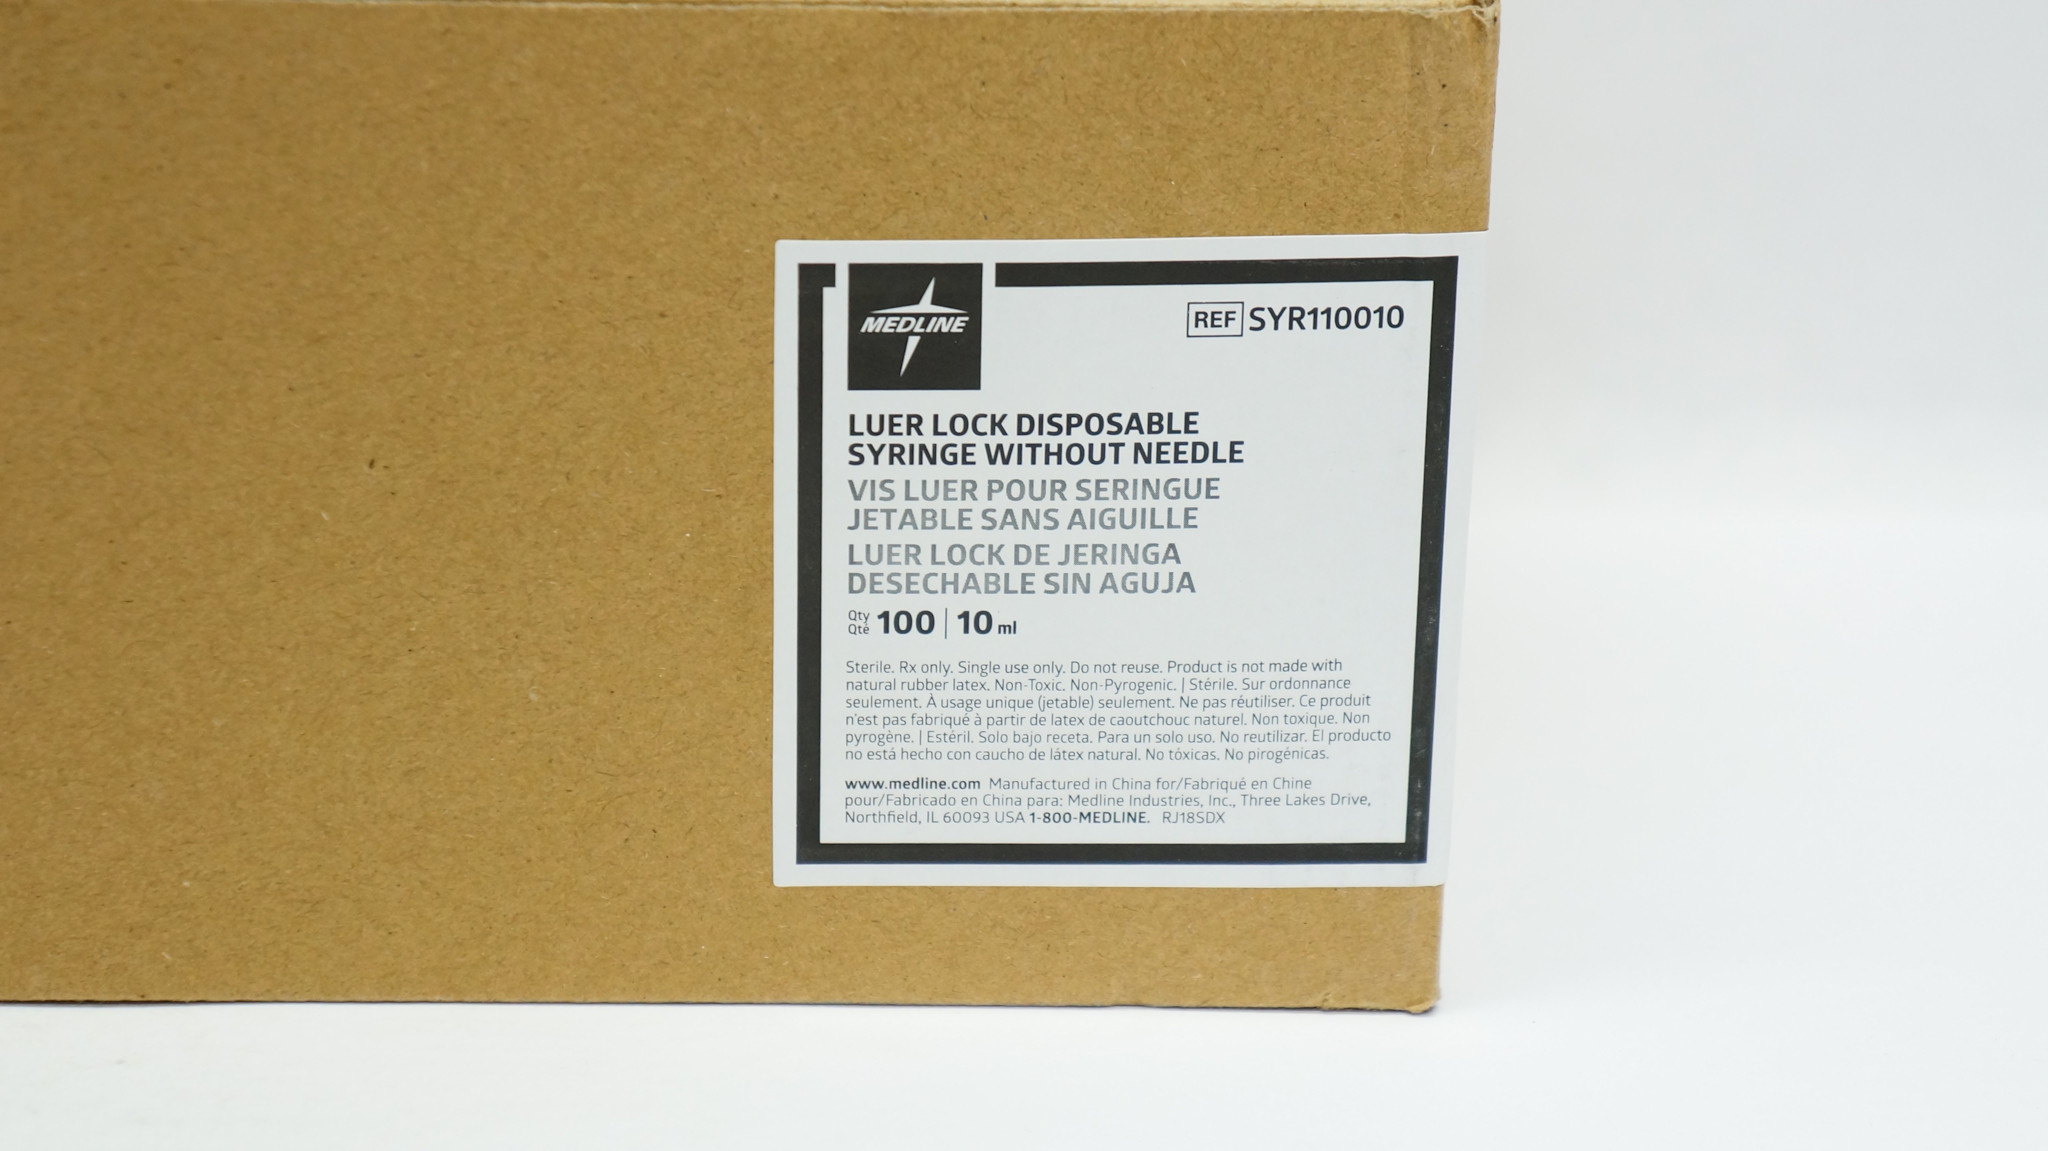 MEDLINE
REF SYR110010
LUER LOCK DISPOSABLE
SYRINGE WITHOUT NEEDLE
VIS LUER POUR SERINGUE
JETABLE SANS AIGUILLE
LUER LOCK DE JERINGA
DESECHABLE SIN AGUJA
Qty
Qté 100 | 10 ml
Sterile. Rx only. Single use only. Do not reuse. Product is not made with
natural rubber latex. Non-Toxic. Non-Pyrogenic. | Stérile. Sur ordonnance
seulement. À usage unique (jetable) seulement. Ne pas réutiliser. Ce produit
n'est pas fabriqué à partir de latex de caoutchouc naturel. Non toxique. Non
pyrogène. | Estéril. Solo bajo receta. Para un solo uso. No reutilizar. El producto
no está hecho con caucho de látex natural. No tóxicas. No pirogénicas.
www.medline.com Manufactured in China for/Fabriqué en Chine
pour/Fabricado en China para: Medline Industries, Inc., Three Lakes Drive,
Northfield, IL 60093 USA 1-800-MEDLINE. RJ18SDX